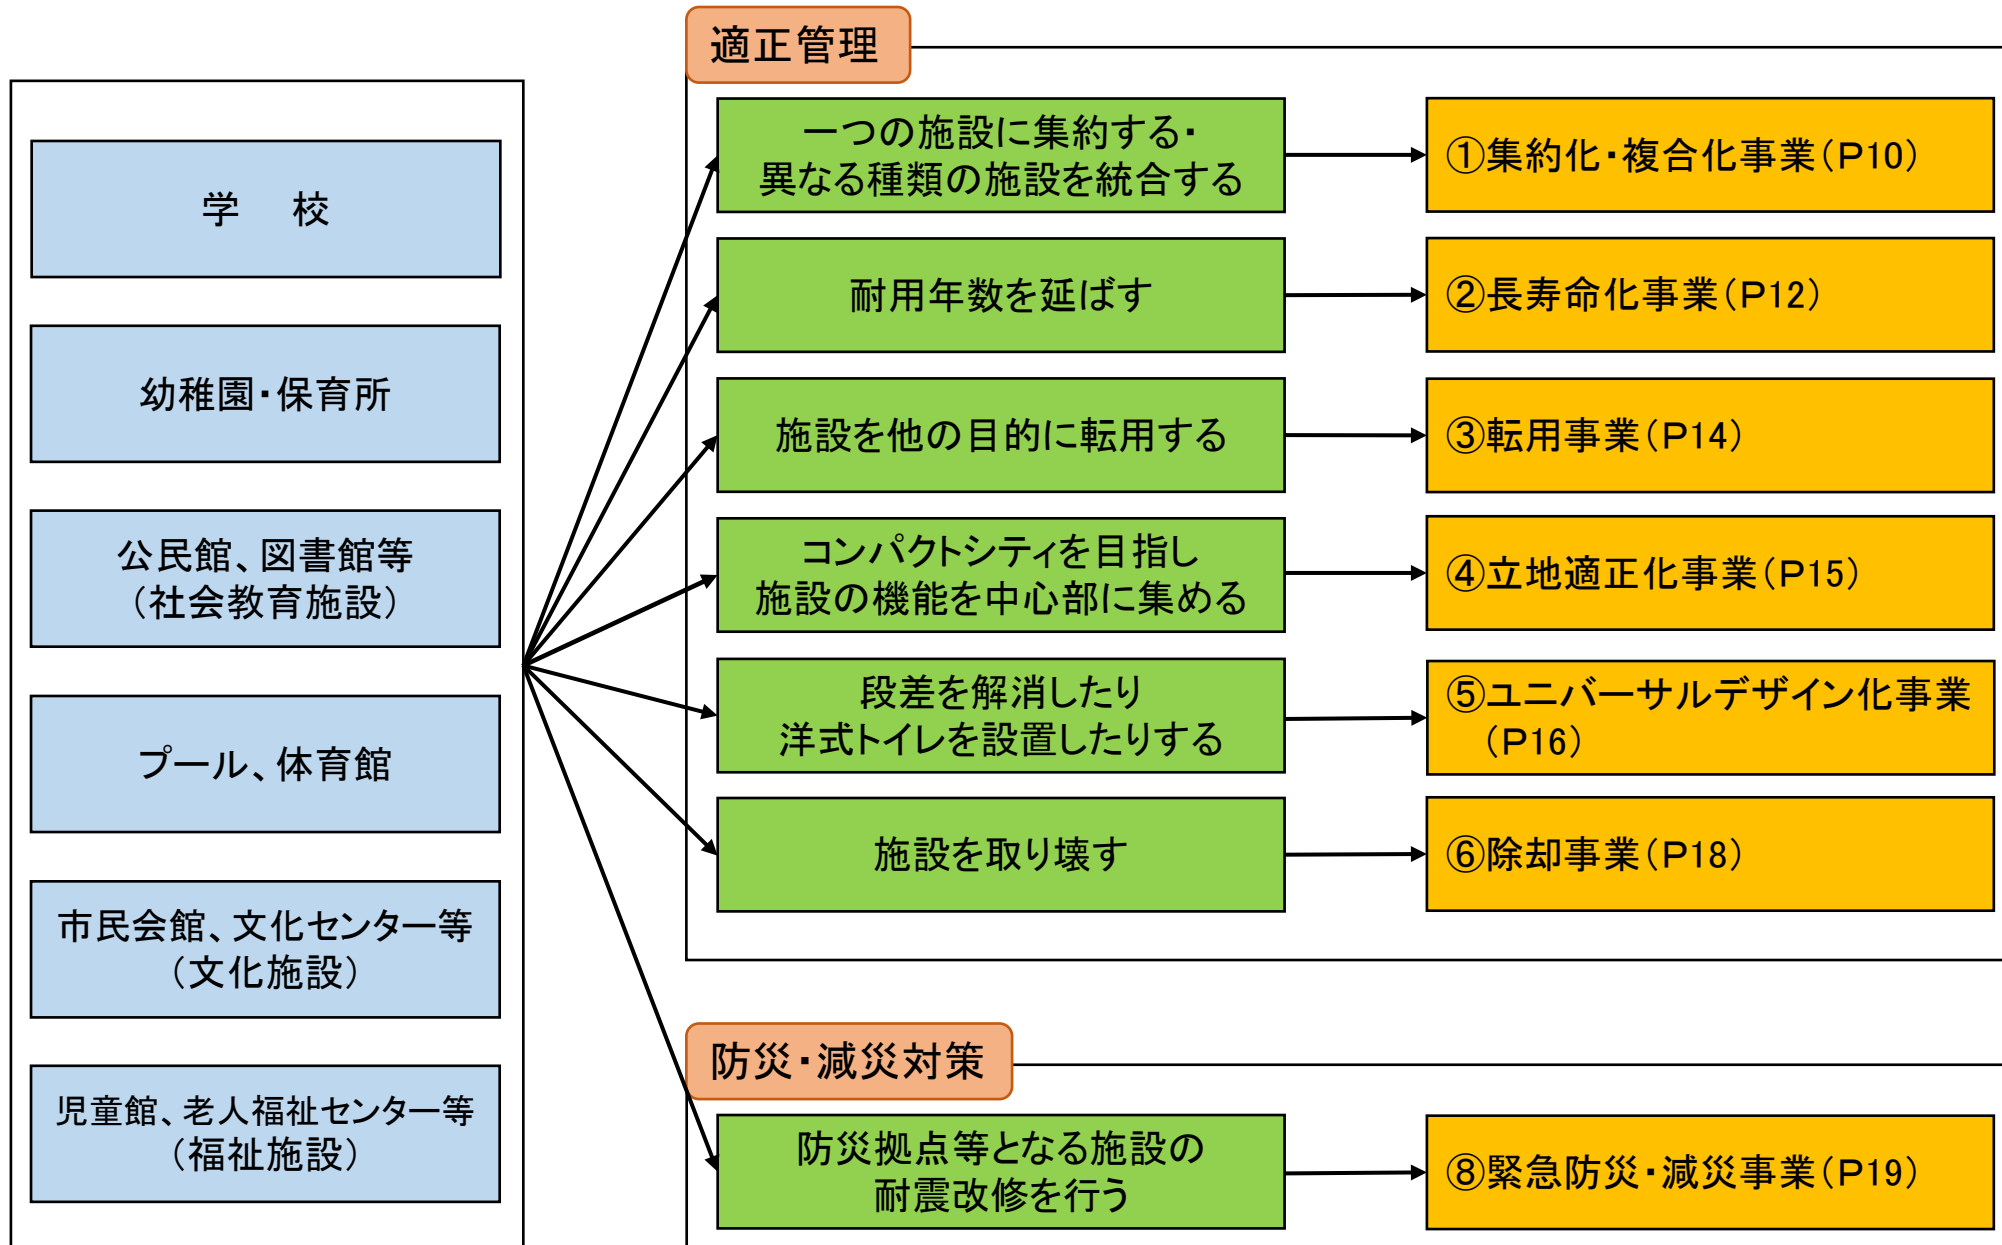 学　校
幼稚園・保育所
公民館、図書館等
（社会教育施設）
プール、体育館
市民会館、文化センター等
（文化施設）
児童館、老人福祉センター等
（福祉施設）
適正管理
一つの施設に集約する・
異なる種類の施設を統合する
①集約化・複合化事業（P10）
耐用年数を延ばす
②長寿命化事業（P12）
施設を他の目的に転用する
③転用事業（P14）
コンパクトシティを目指し
施設の機能を中心部に集める
④立地適正化事業（P15）
段差を解消したり
洋式トイレを設置したりする
⑤ユニバーサルデザイン化事業
（P16）
施設を取り壊す
⑥除却事業（P18）
防災・減災対策
防災拠点等となる施設の
耐震改修を行う
⑧緊急防災・減災事業（P19）